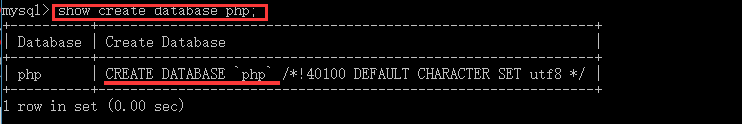 mysql> show create database php;
+----------+--------------------------------------------------------------+
| Database | Create Database |
+----------+--------------------------------------------------------------+
| php | CREATE DATABASE `php` /*!40100 DEFAULT CHARACTER SET utf8 */ |
+----------+--------------------------------------------------------------+
1 row in set (0.00 sec)